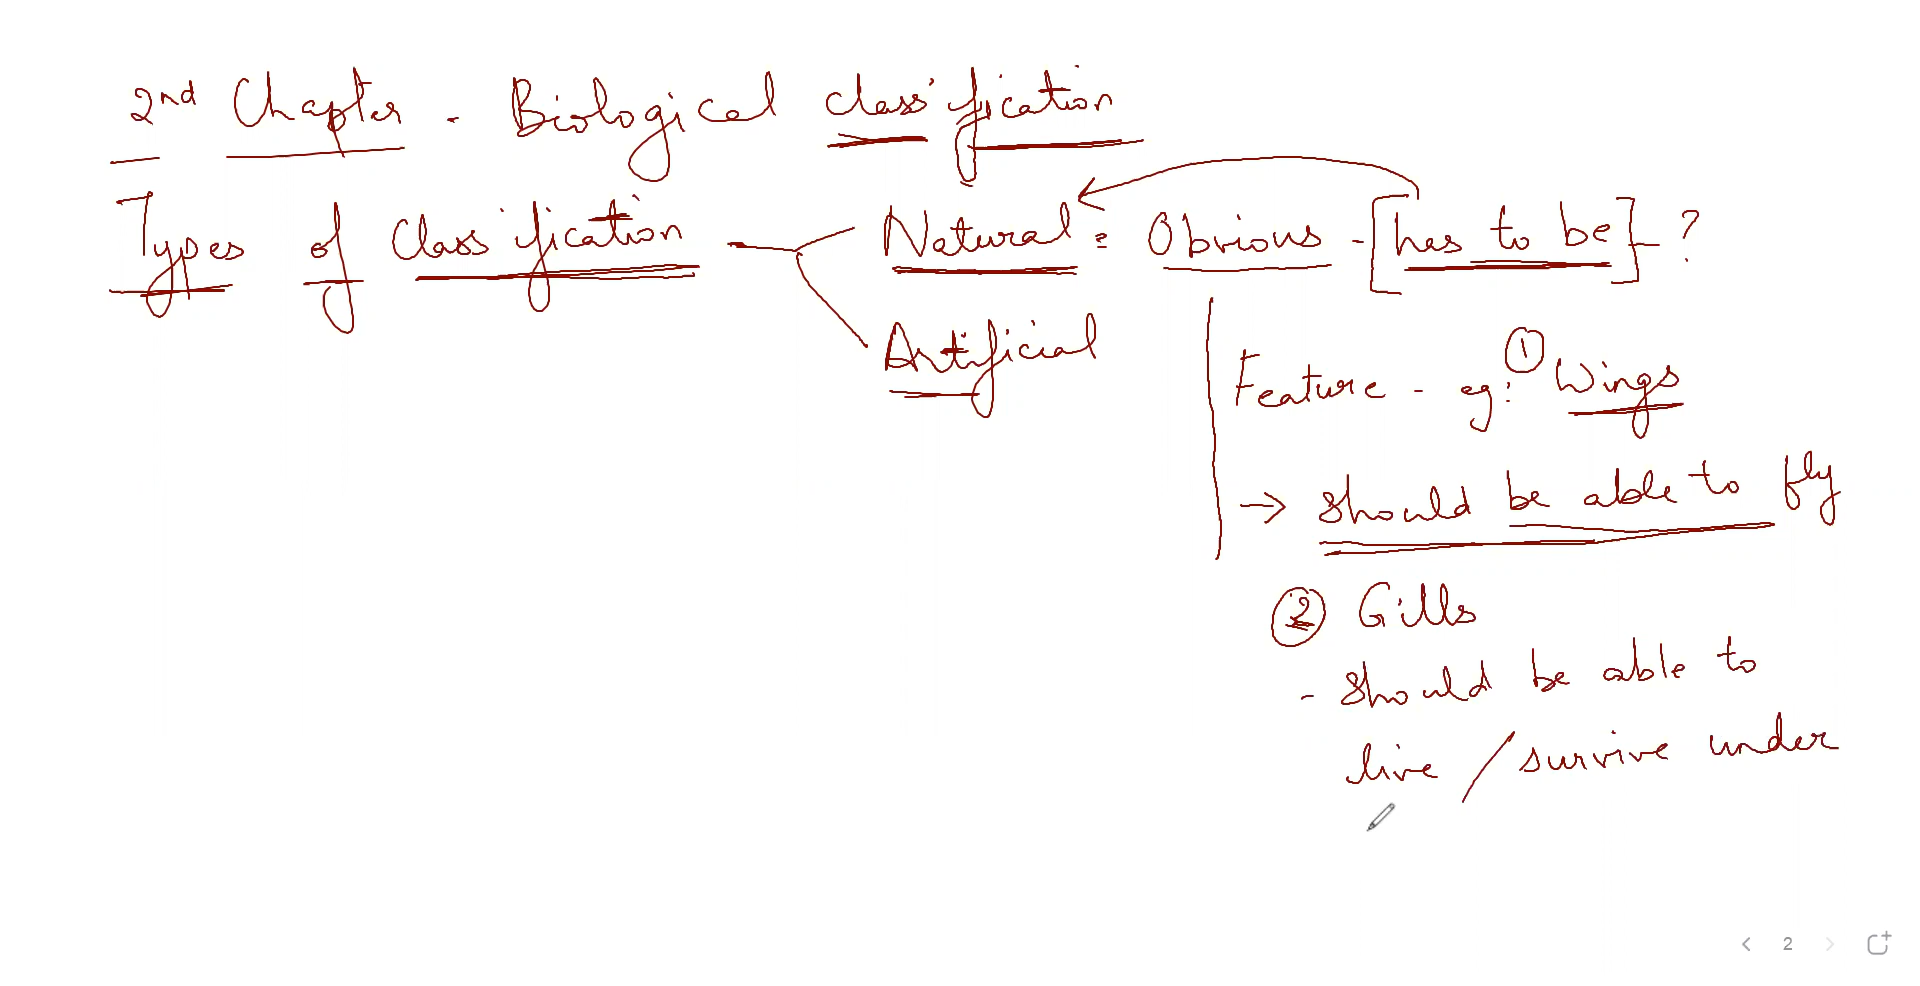 2nd Chapter - Biological classification
Types of Classification Natural = Obvious - [has to be] - ?
Artificial
Feature - eg: ① Wings
→ should be able to fly
② Gills
- should be able to
live / survive under
2